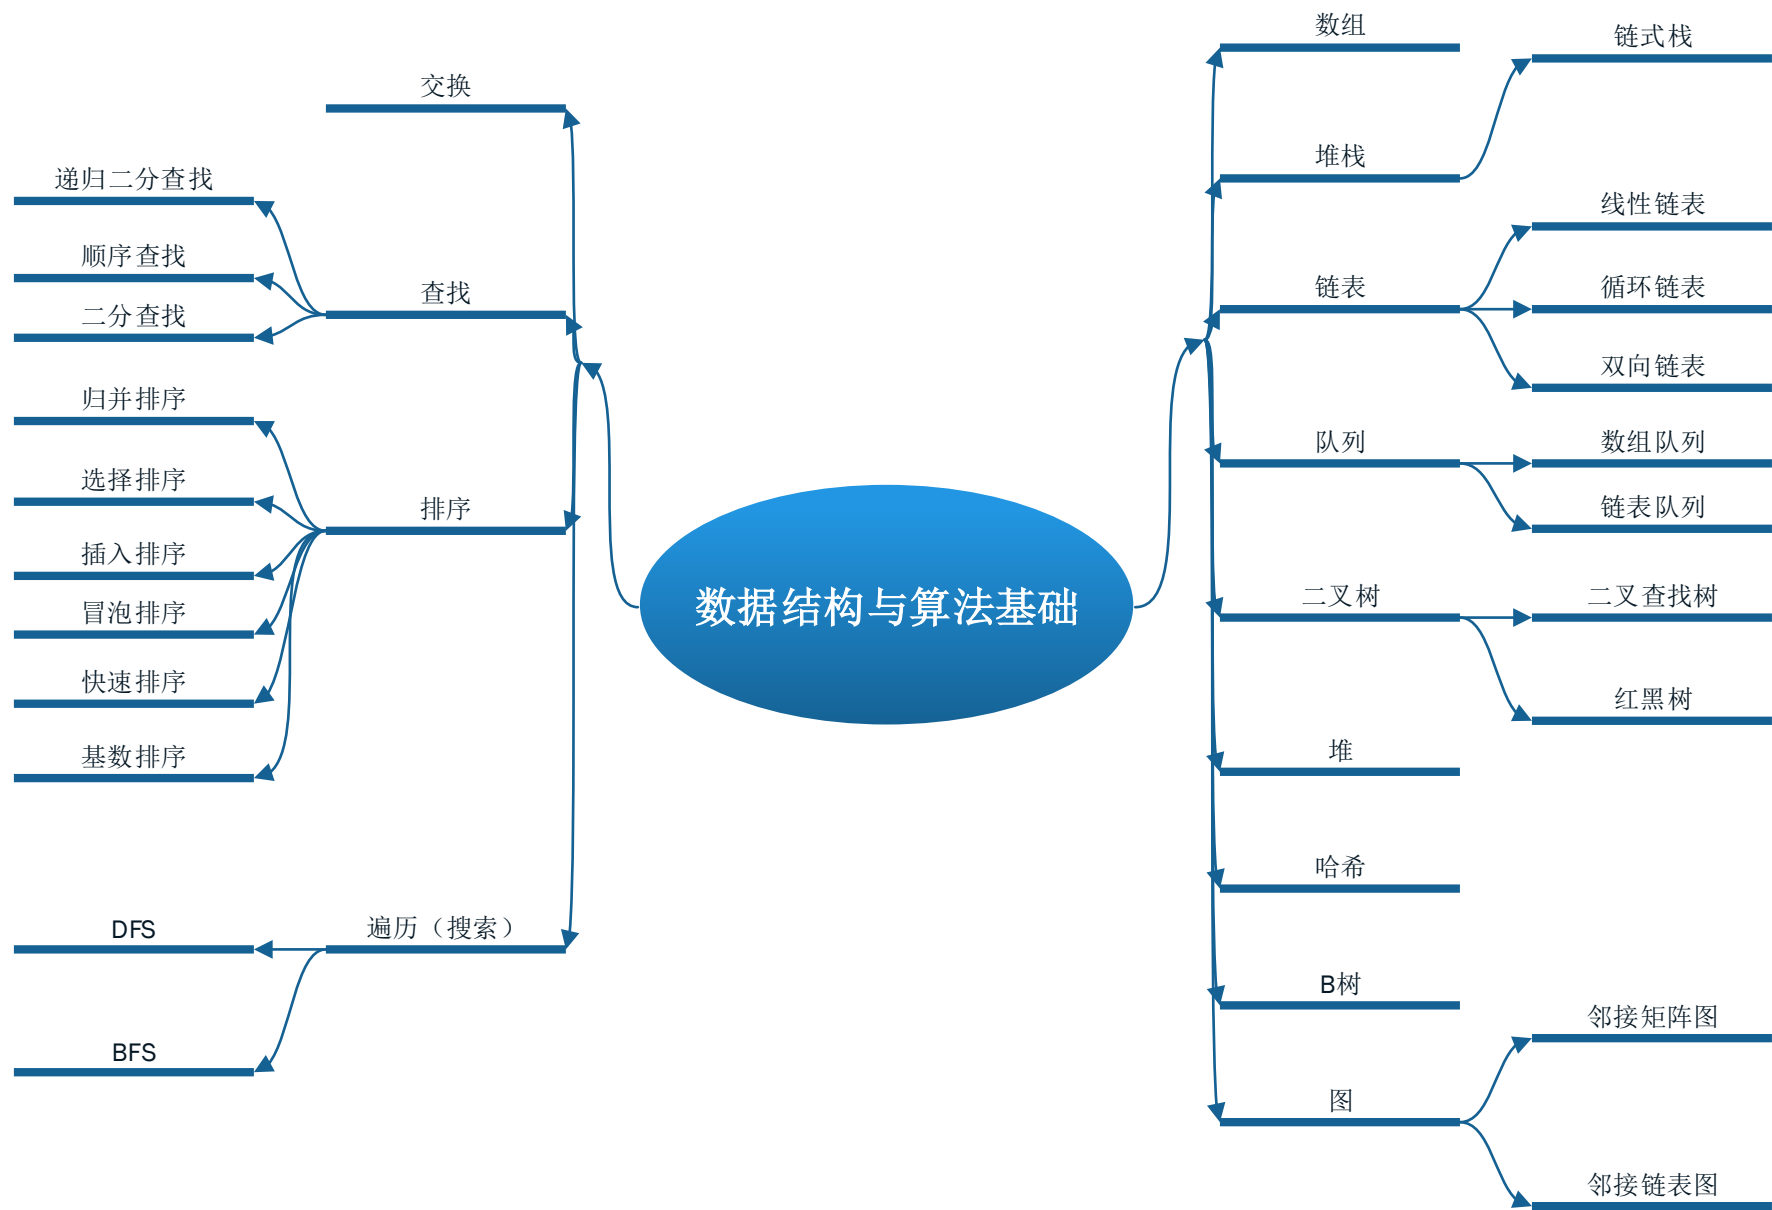 交换
递归二分查找
顺序查找
二分查找
查找
归并排序
选择排序
插入排序
冒泡排序
快速排序
基数排序
排序
DFS
BFS
遍历（搜索）
数据结构与算法基础
数组
堆栈
链式栈
链表
线性链表
循环链表
双向链表
队列
数组队列
链表队列
二叉树
二叉查找树
红黑树
堆
哈希
B树
图
邻接矩阵图
邻接链表图